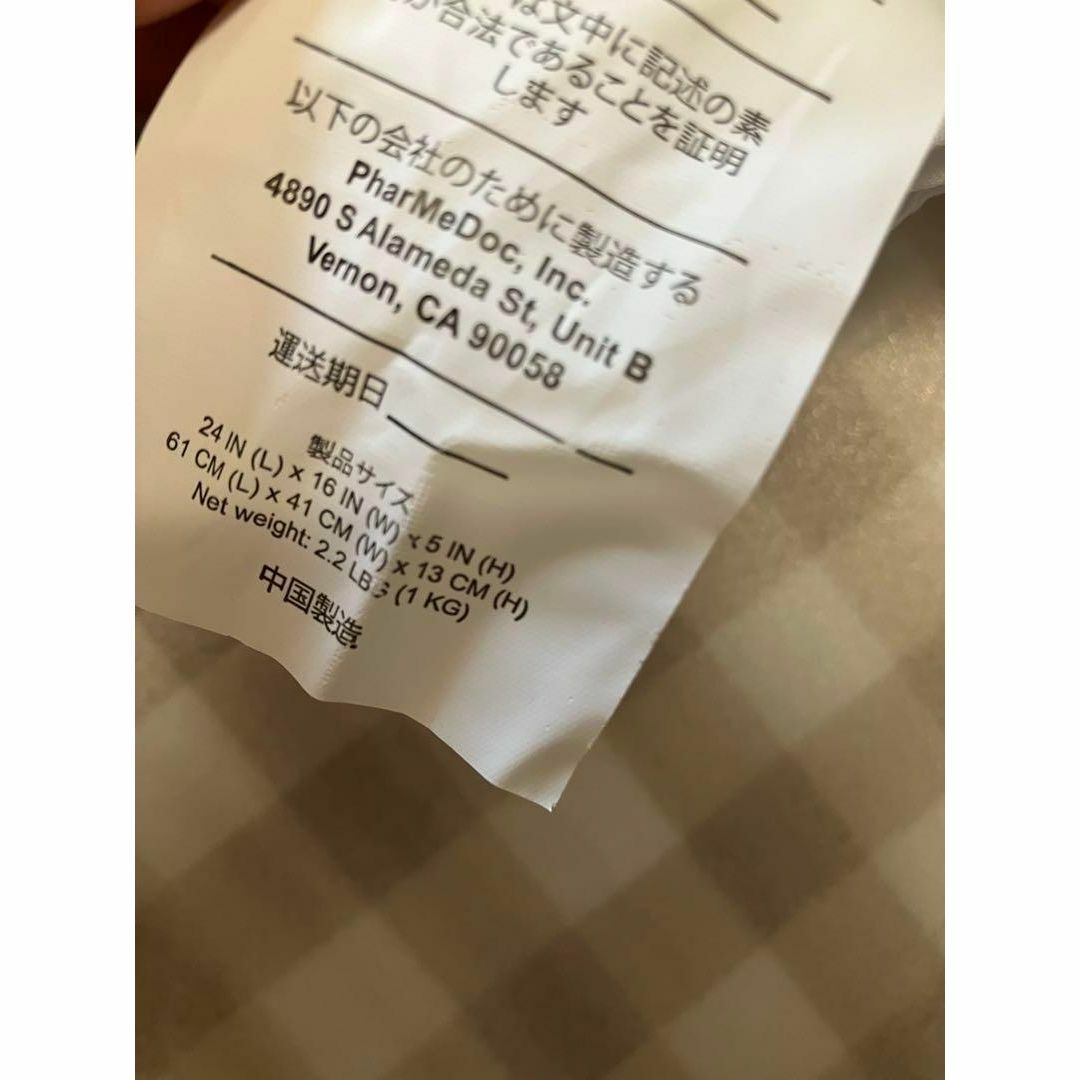 は文中に記述の素
が合法であることを証明
します
以下の会社のために製造する
PharMeDoc, Inc.
4890 S Alameda St, Unit B
Vernon, CA 90058
運送期日
製品サイズ
24 IN (L) x 16 IN (W) x 5 IN (H)
61 CM (L) x 41 CM (W) x 13 CM (H)
Net weight: 2.2 LBS (1 KG)
中国製造